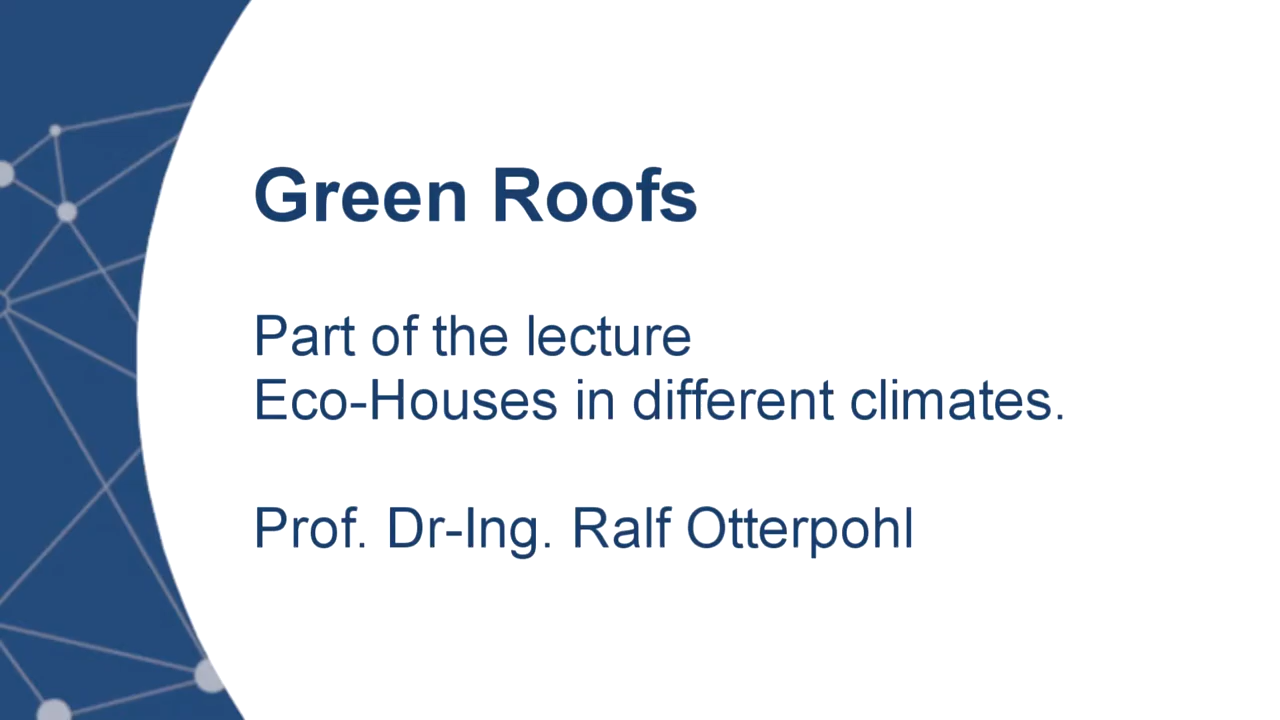 Green Roofs
Part of the lecture
Eco-Houses in different climates.
Prof. Dr-Ing. Ralf Otterpohl